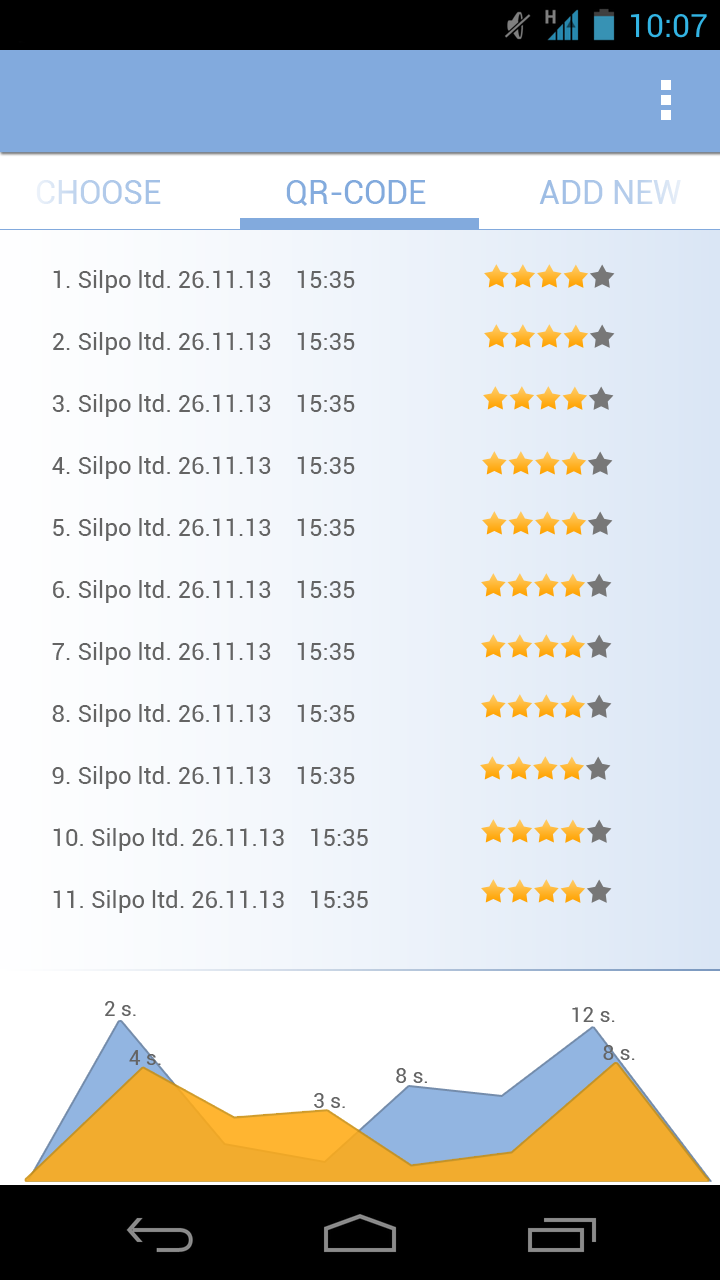 H 10:07
CHOOSE QR-CODE ADD NEW
1. Silpo ltd. 26.11.13 15:35
2. Silpo ltd. 26.11.13 15:35
3. Silpo ltd. 26.11.13 15:35
4. Silpo ltd. 26.11.13 15:35
5. Silpo ltd. 26.11.13 15:35
6. Silpo ltd. 26.11.13 15:35
7. Silpo ltd. 26.11.13 15:35
8. Silpo ltd. 26.11.13 15:35
9. Silpo ltd. 26.11.13 15:35
10. Silpo ltd. 26.11.13 15:35
11. Silpo ltd. 26.11.13 15:35
2 s. 12 s.
4 s. 8 s.
8 s.
3 s.